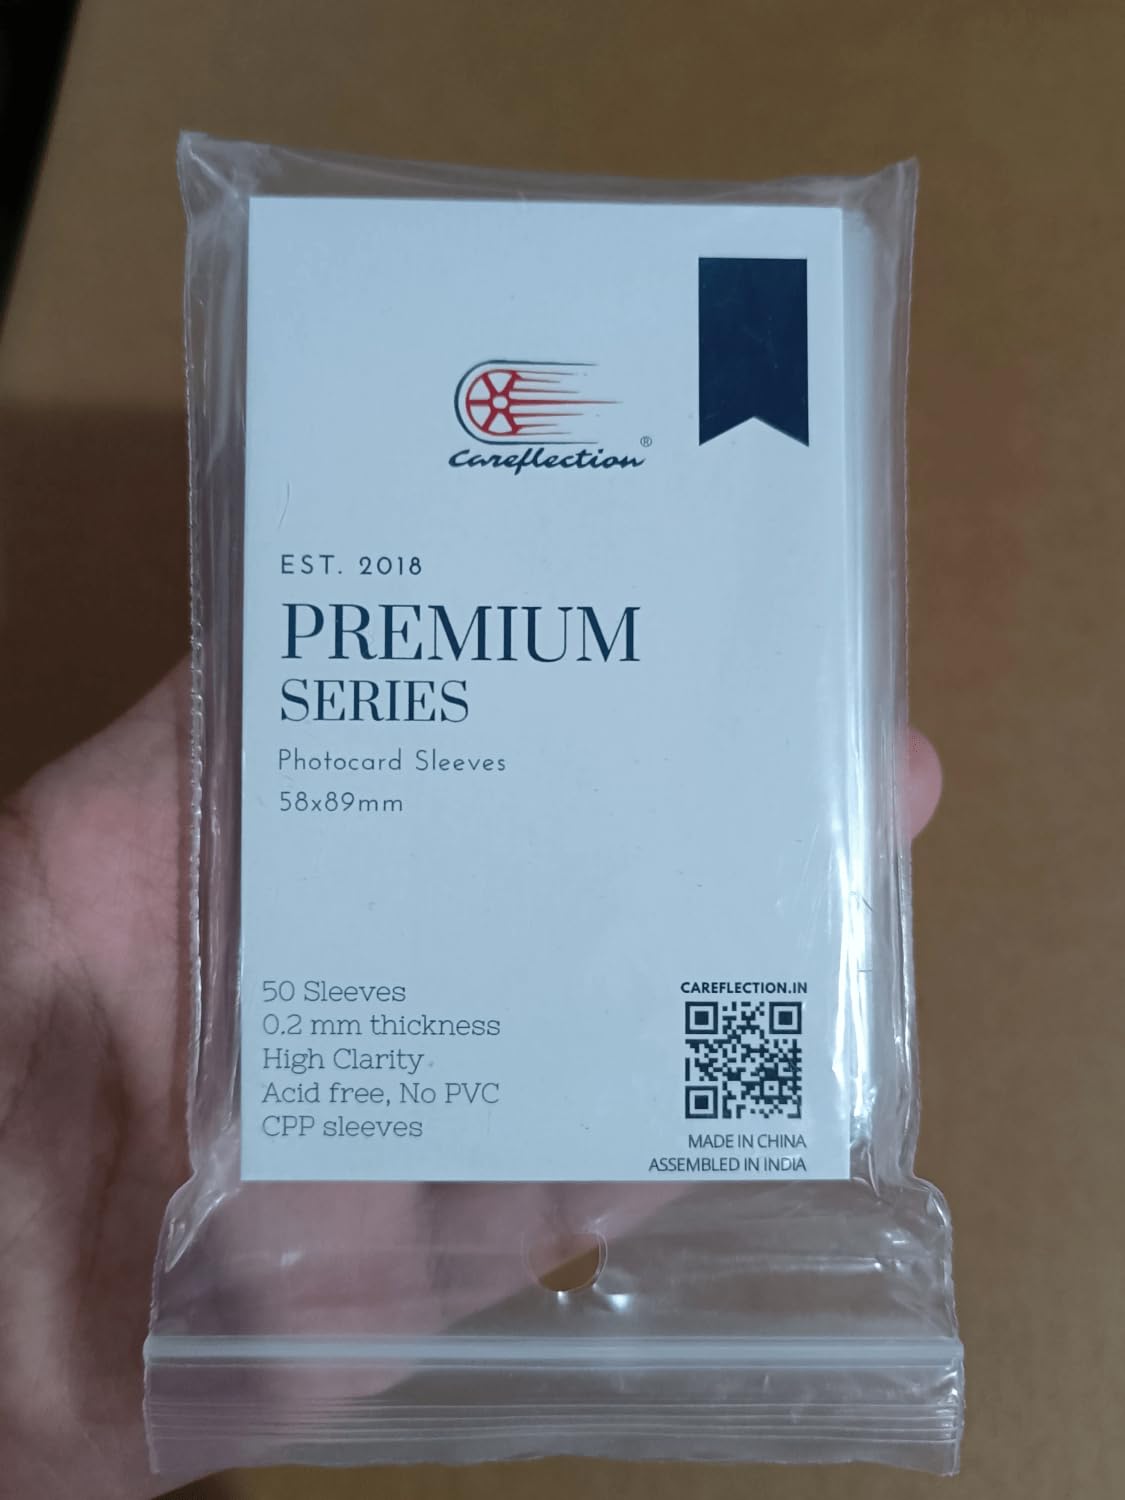 Careflection®
EST. 2018
PREMIUM
SERIES
Photocard Sleeves
58x89mm
50 Sleeves
0.2 mm thickness
High Clarity
Acid free, No PVC
CPP sleeves
CAREFLECTION.IN
MADE IN CHINA
ASSEMBLED IN INDIA